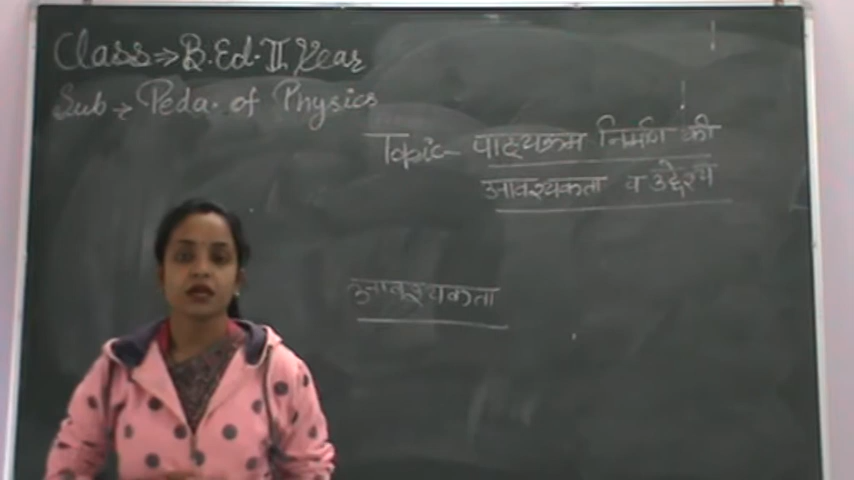 Class → B.Ed. II Year
Sub → Peda. of Physics
Topic - पाठ्यक्रम निर्माण की
आवश्यकता व उद्देश्य
आवश्यकता